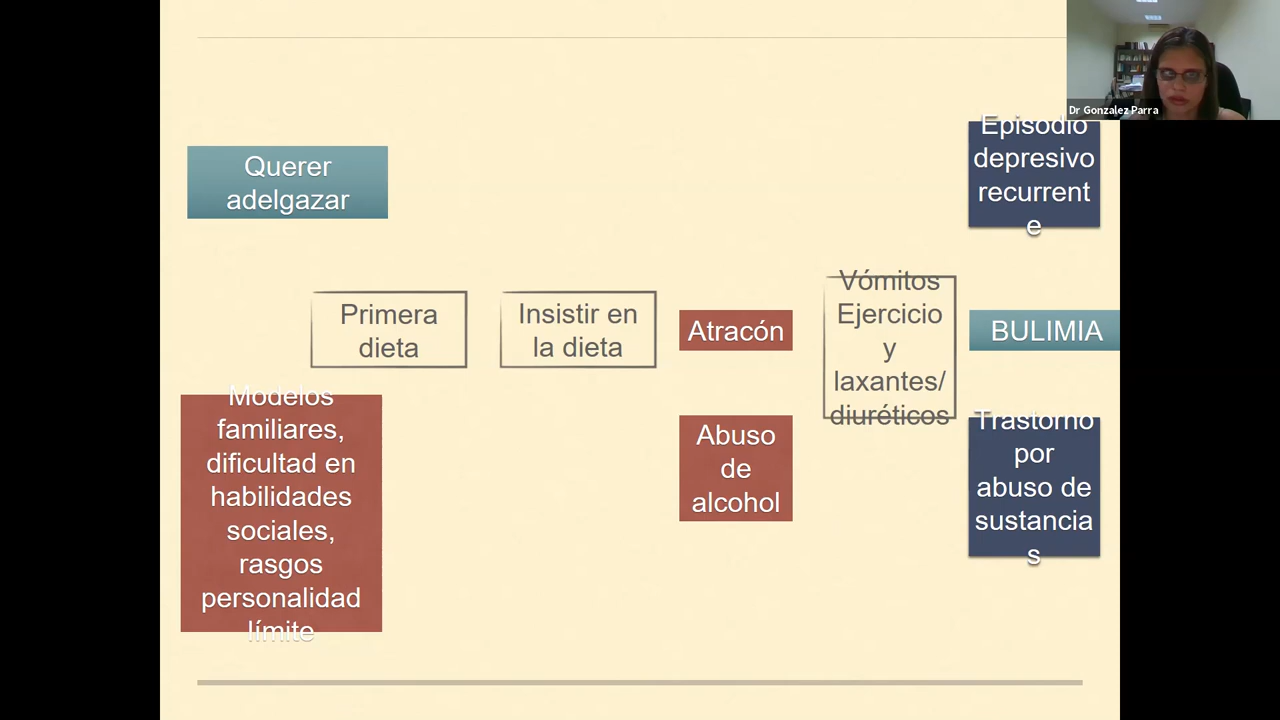 Dr Gonzalez Parra
Querer
adelgazar
Episodio
depresivo
recurrent
e
Primera
dieta
Insistir en
la dieta
Atracón
Vómitos
Ejercicio
y
laxantes/
diuréticos
BULIMIA
Modelos
familiares,
dificultad en
habilidades
sociales,
rasgos
personalidad
límite
Abuso
de
alcohol
Trastorno
por
abuso de
sustancia
s